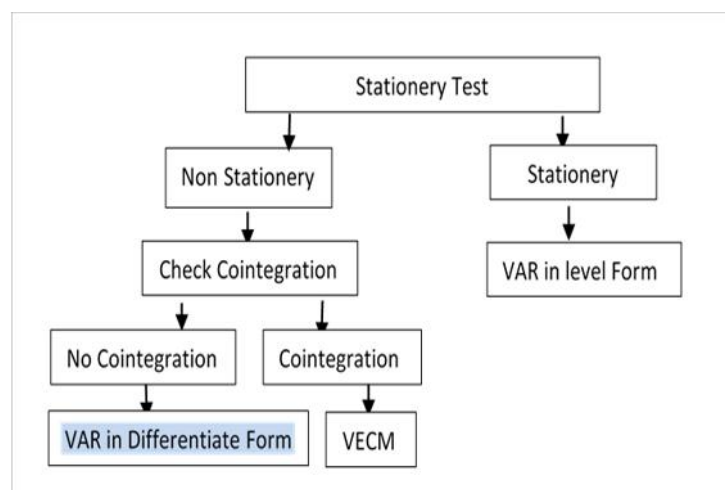 Stationery Test
Non Stationery
Stationery
Check Cointegration
VAR in level Form
No Cointegration
Cointegration
VAR in Differentiate Form
VECM